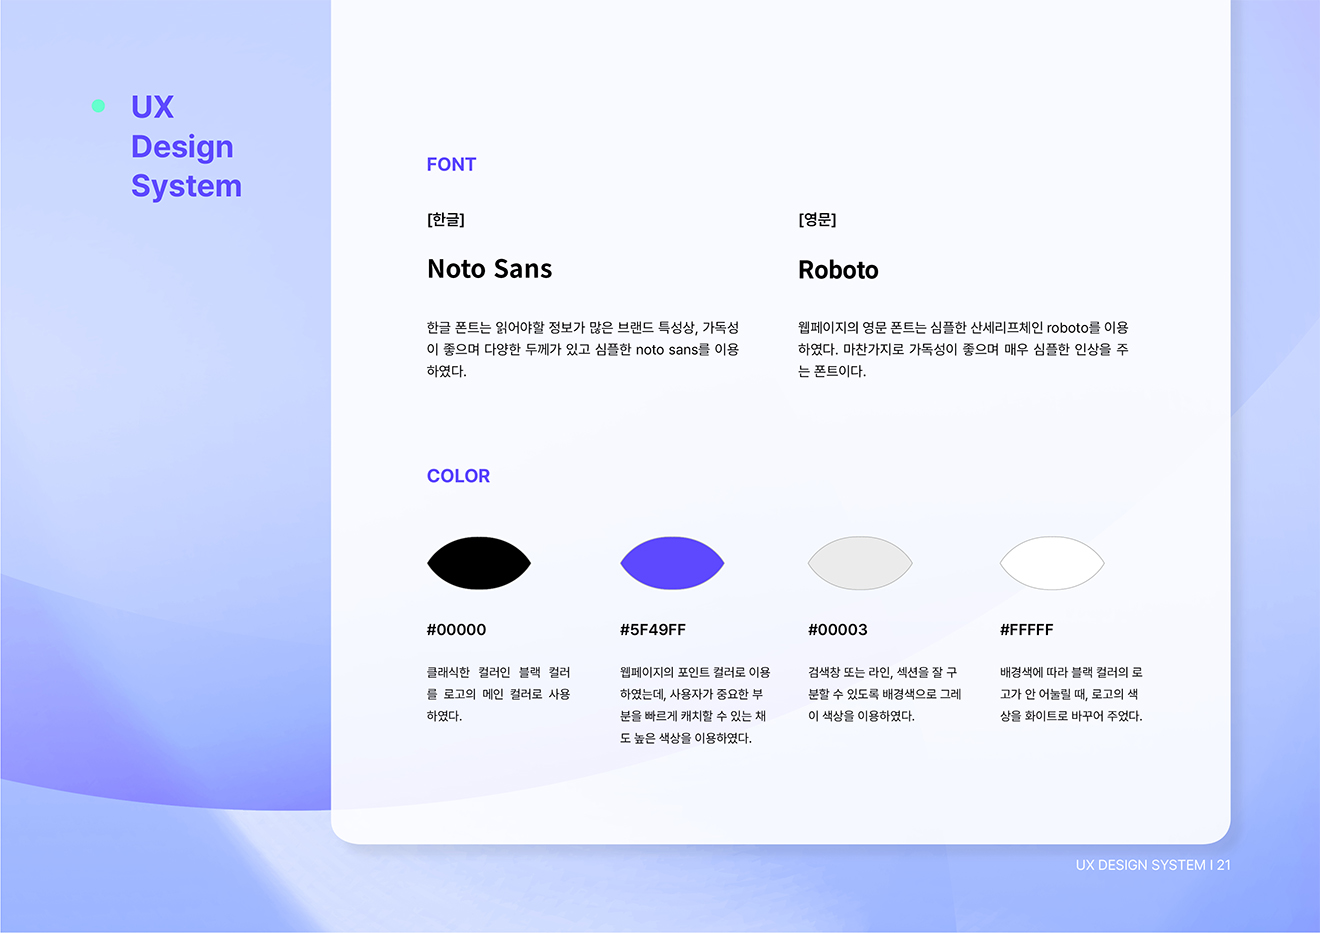 UX
Design
System
FONT
[한글]
Noto Sans
한글 폰트는 읽어야할 정보가 많은 브랜드 특성상, 가독성
이 좋으며 다양한 두께가 있고 심플한 noto sans를 이용
하였다.
[영문]
Roboto
웹페이지의 영문 폰트는 심플한 산세리프체인 roboto를 이용
하였다. 마찬가지로 가독성이 좋으며 매우 심플한 인상을 주
는 폰트이다.
COLOR
#00000
클래식한 컬러인 블랙 컬러
를 로고의 메인 컬러로 사용
하였다.
#5F49FF
웹페이지의 포인트 컬러로 이용
하였는데, 사용자가 중요한 부
분을 빠르게 캐치할 수 있는 채
도 높은 색상을 이용하였다.
#00003
검색창 또는 라인, 섹션을 잘 구
분할 수 있도록 배경색으로 그레
이 색상을 이용하였다.
#FFFFF
배경색에 따라 블랙 컬러의 로
고가 안 어눌릴 때, 로고의 색
상을 화이트로 바꾸어 주었다.
UX DESIGN SYSTEM I 21